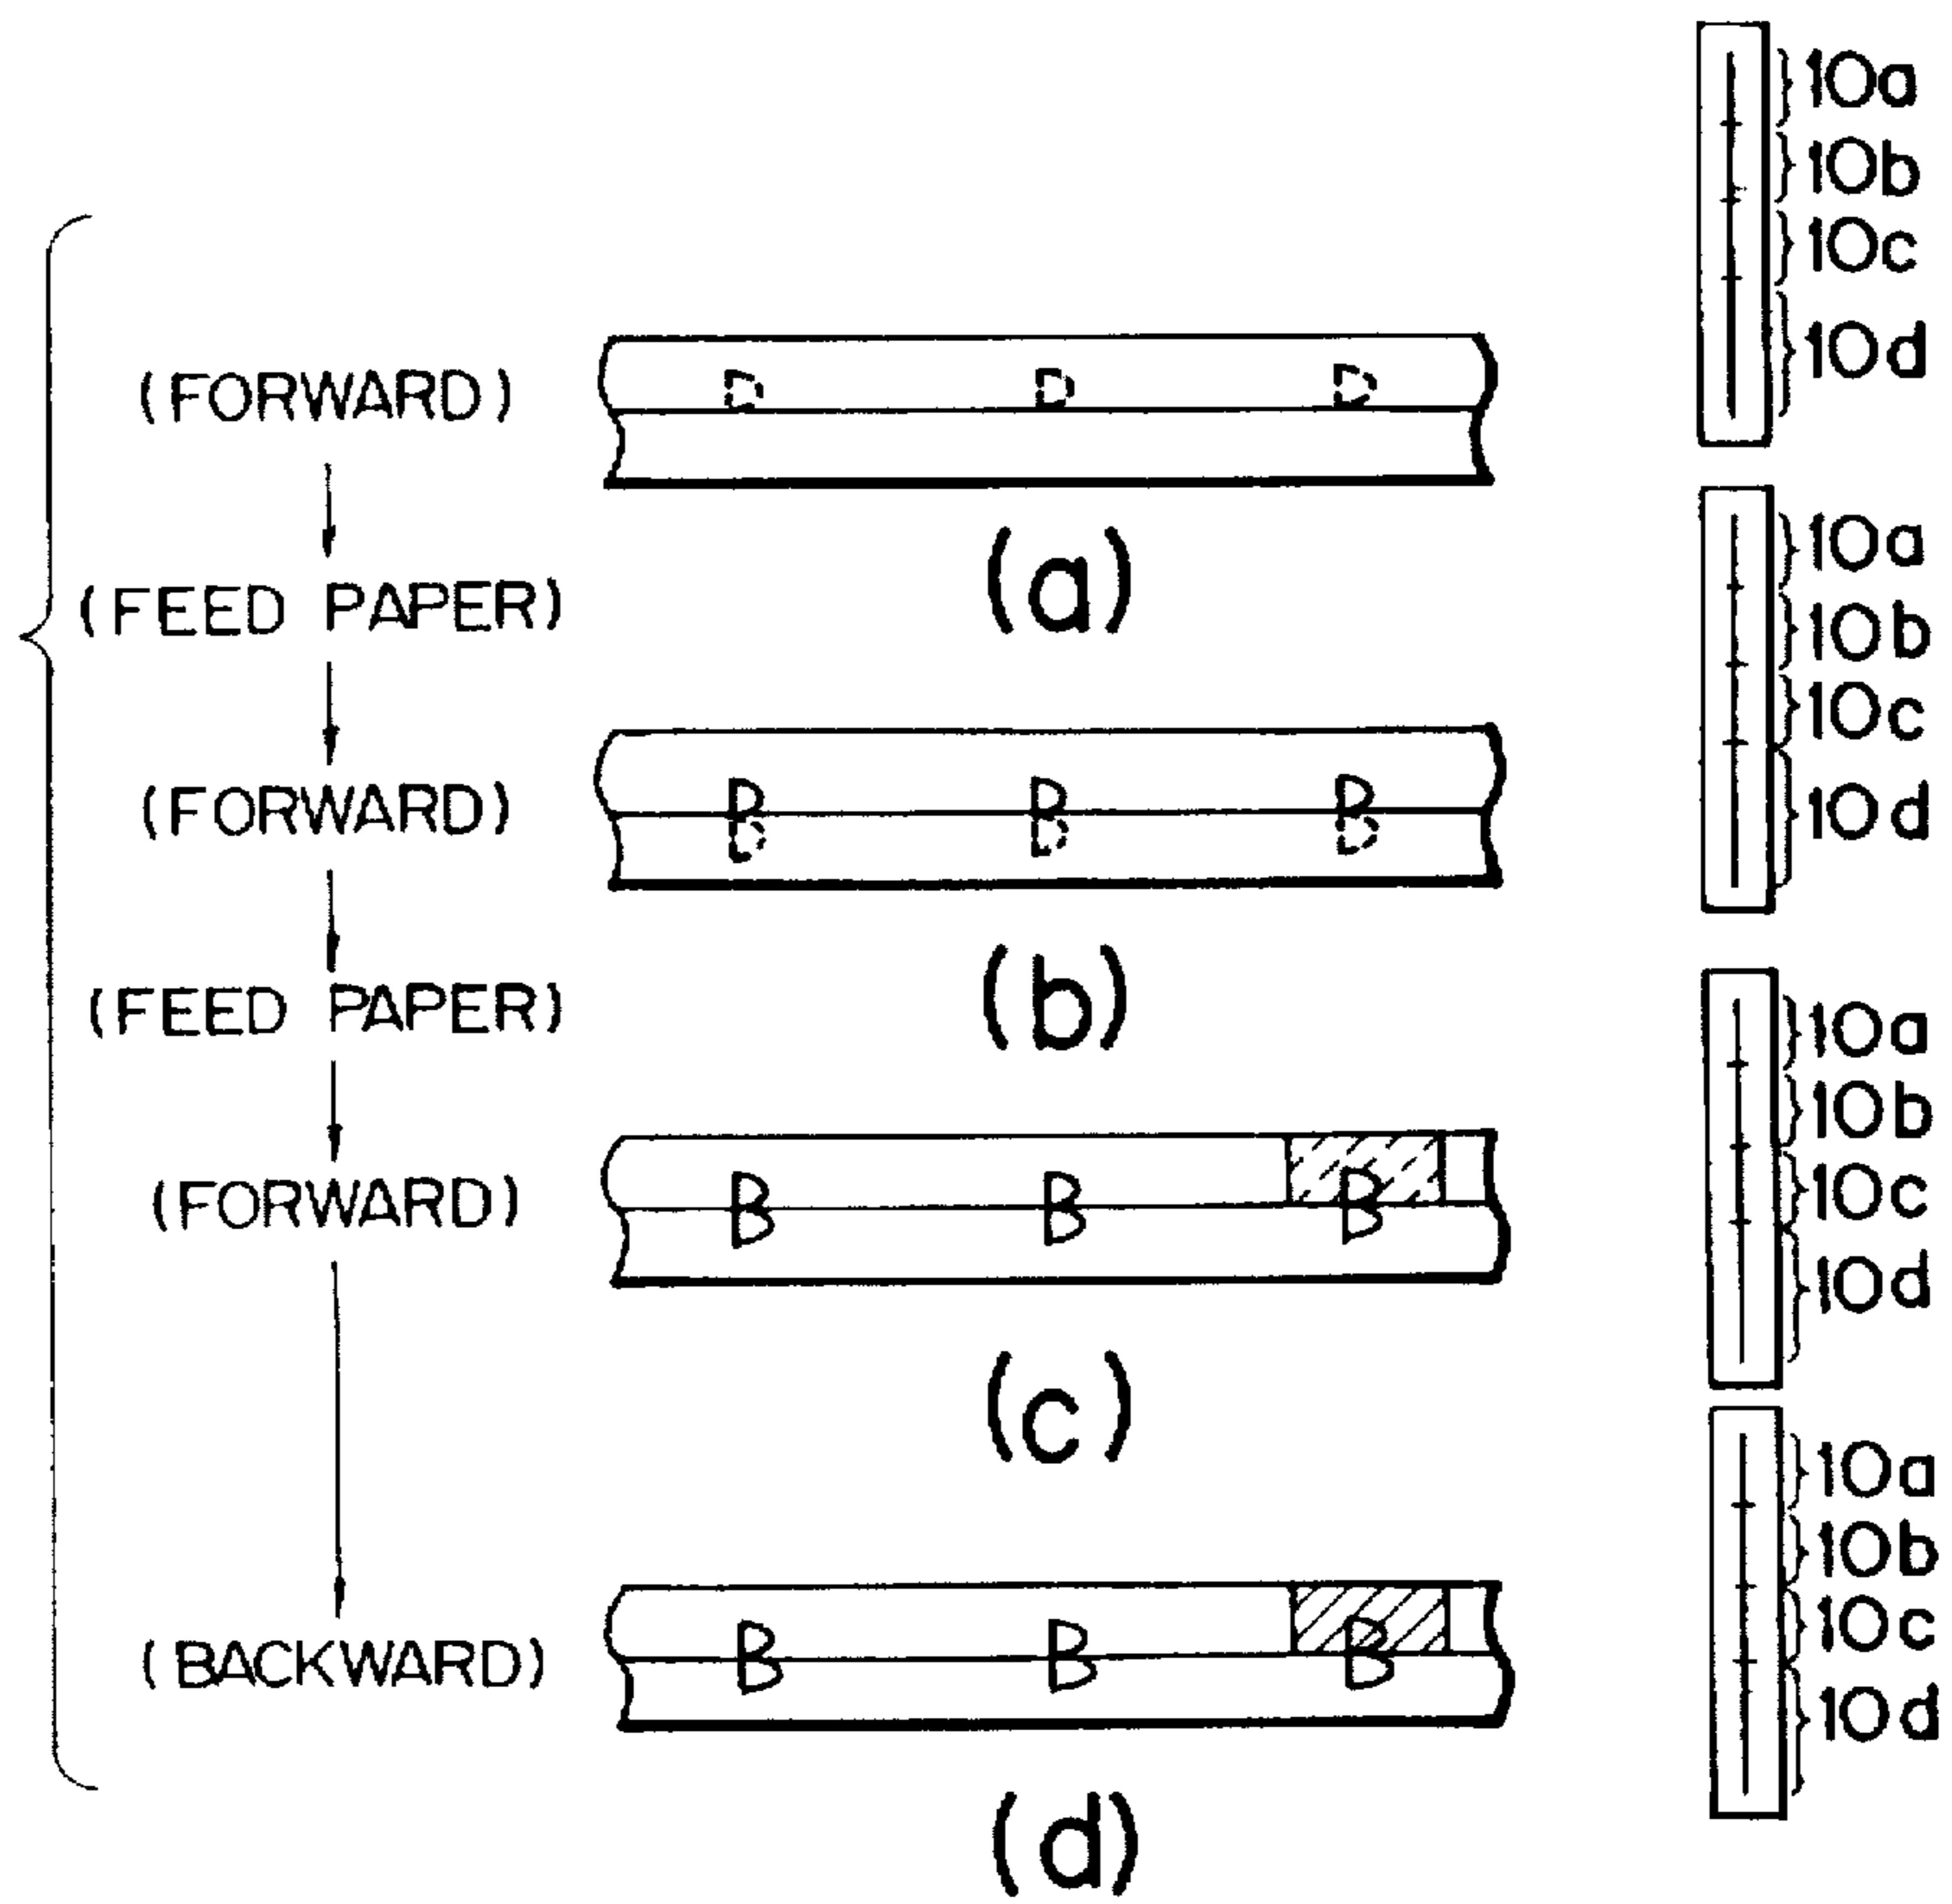 10a
10b
10c
10d
(FORWARD)
D D D
(a)
(FEED PAPER)
10a
10b
10c
10d
(FORWARD)
B B B
D D D
(b)
(FEED PAPER)
10a
10b
10c
10d
(FORWARD)
B B B
B B B
(c)
10a
10b
10c
10d
(BACKWARD)
B B B
B B B
(d)